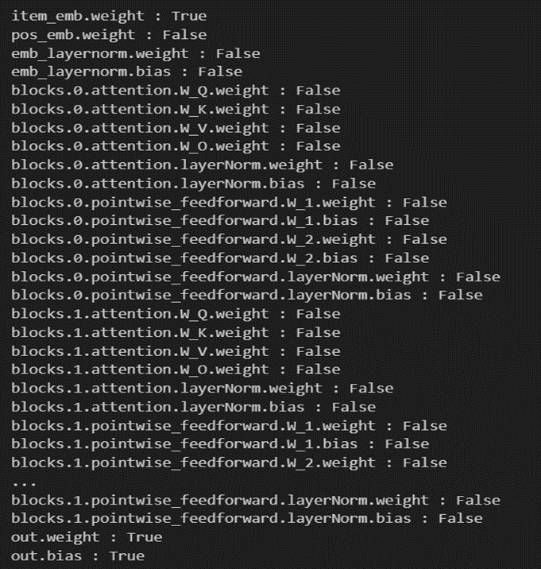 item_emb.weight : True
pos_emb.weight : False
emb_layernorm.weight : False
emb_layernorm.bias : False
blocks.0.attention.W_Q.weight : False
blocks.0.attention.W_K.weight : False
blocks.0.attention.W_V.weight : False
blocks.0.attention.W_O.weight : False
blocks.0.attention.layerNorm.weight : False
blocks.0.attention.layerNorm.bias : False
blocks.0.pointwise_feedforward.W_1.weight : False
blocks.0.pointwise_feedforward.W_1.bias : False
blocks.0.pointwise_feedforward.W_2.weight : False
blocks.0.pointwise_feedforward.W_2.bias : False
blocks.0.pointwise_feedforward.layerNorm.weight : False
blocks.0.pointwise_feedforward.layerNorm.bias : False
blocks.1.attention.W_Q.weight : False
blocks.1.attention.W_K.weight : False
blocks.1.attention.W_V.weight : False
blocks.1.attention.W_O.weight : False
blocks.1.attention.layerNorm.weight : False
blocks.1.attention.layerNorm.bias : False
blocks.1.pointwise_feedforward.W_1.weight : False
blocks.1.pointwise_feedforward.W_1.bias : False
blocks.1.pointwise_feedforward.W_2.weight : False
...
blocks.1.pointwise_feedforward.layerNorm.weight : False
blocks.1.pointwise_feedforward.layerNorm.bias : False
out.weight : True
out.bias : True